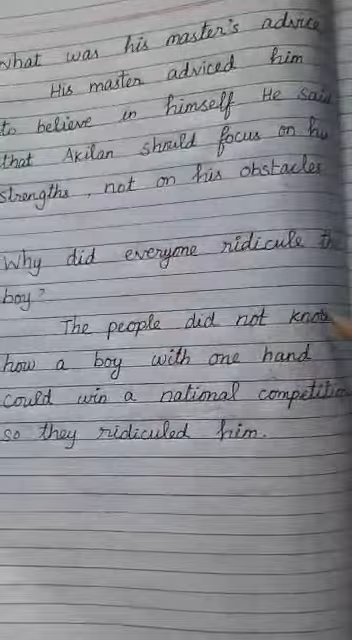 What was his master's advice
His master adviced him
to believe in himself He said
that Akilan should focus on his
strengths, not on his obstacles
Why did everyone ridicule the
boy?
The people did not know
how a boy with one hand
could win a national competition
so they ridiculed him.